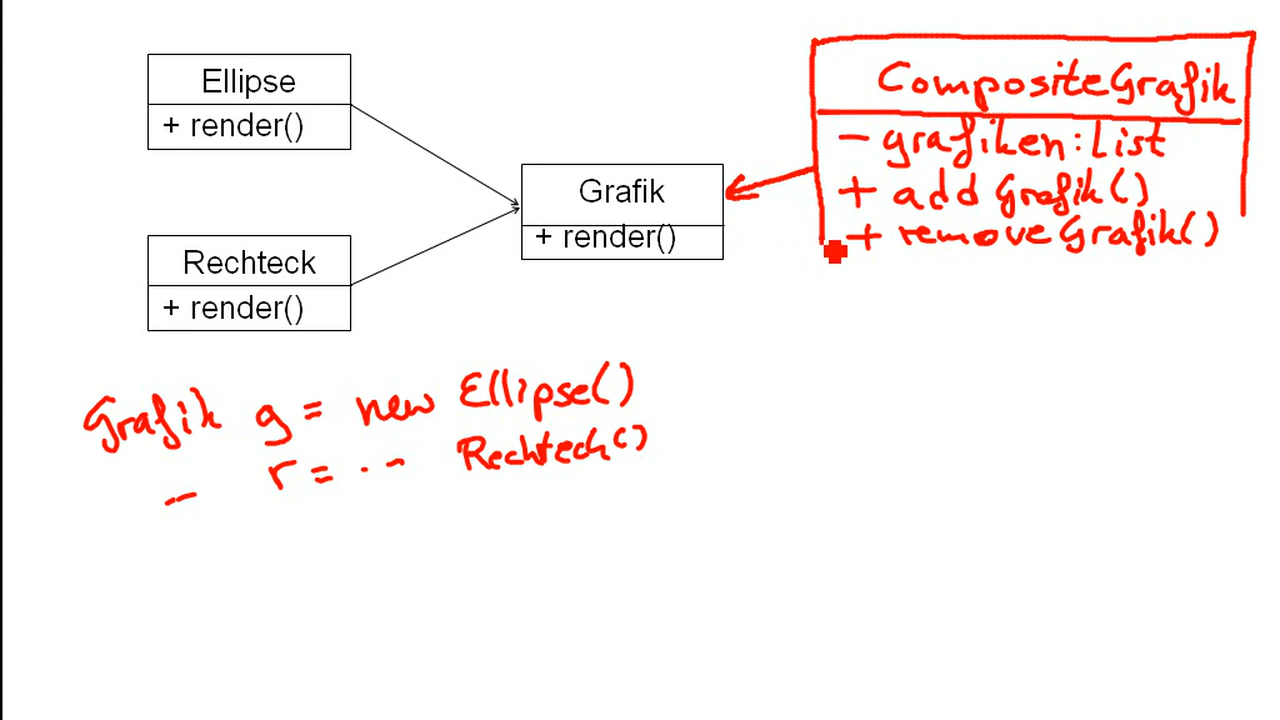 Ellipse
+ render()
Rechteck
+ render()
Grafik
+ render()
CompositeGrafik
- grafiken: List
+ addGrafik()
+ removeGrafik()
Grafik g = new Ellipse()
- r = .. - Rechteck()